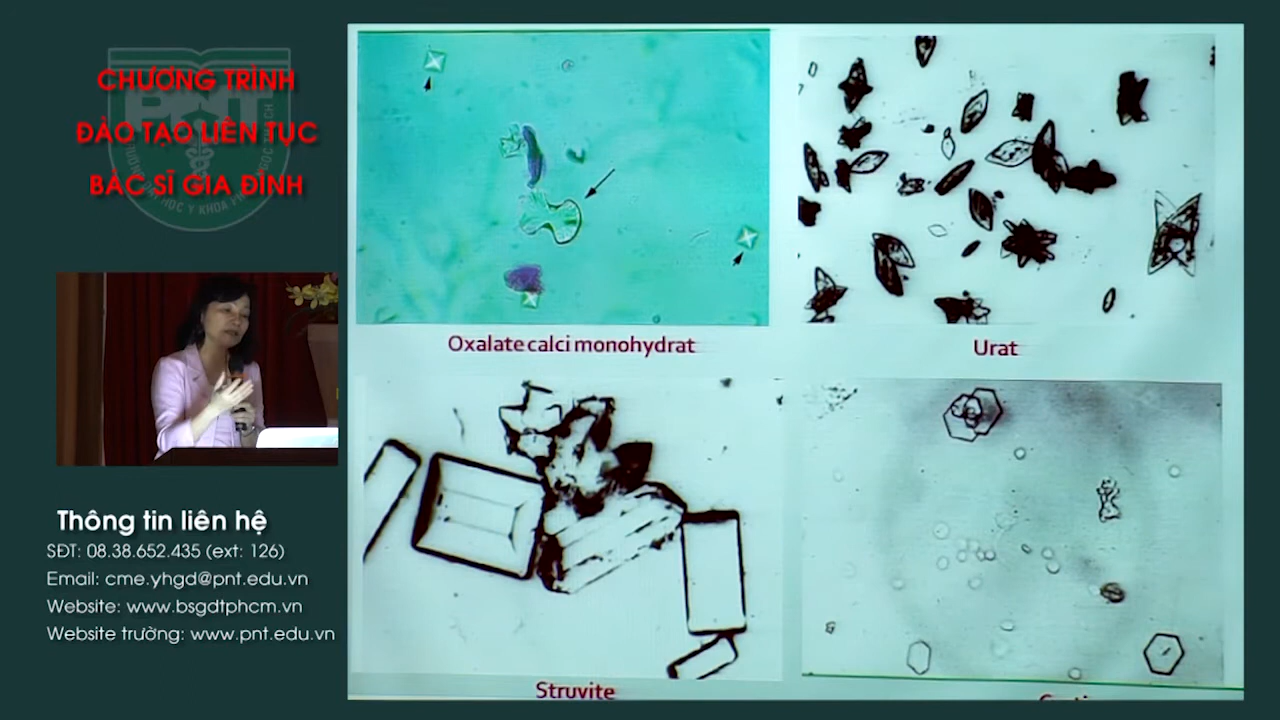 CHƯƠNG TRÌNH
ĐÀO TẠO LIÊN TỤC
BÁC SĨ GIA ĐÌNH
PNT
Thông tin liên hệ
SĐT: 08.38.652.435 (ext: 126)
Email: cme.yhgd@pnt.edu.vn
Website: www.bsgdtphcm.vn
Website trường: www.pnt.edu.vn
Oxalate calci monohydrat
Urat
Struvite